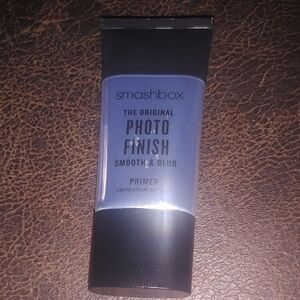 smashbox
THE ORIGINAL
PHOTO
FINISH
SMOOTH & BLUR
PRIMER